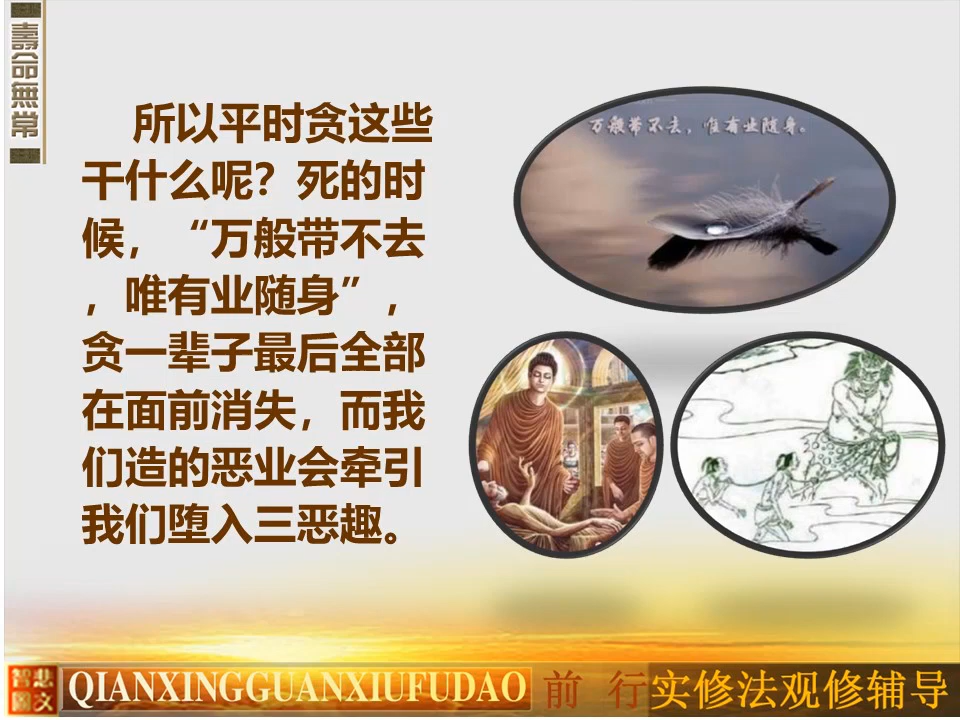 壽命無常
所以平时贪这些
干什么呢？死的时
候，“万般带不去
，唯有业随身”，
贪一辈子最后全部
在面前消失，而我
们造的恶业会牵引
我们堕入三恶趣。
万般带不去，唯有业随身。
智悲
圆文
QIANXINGGUANXIUFUDAO
前 行 实修法观修辅导